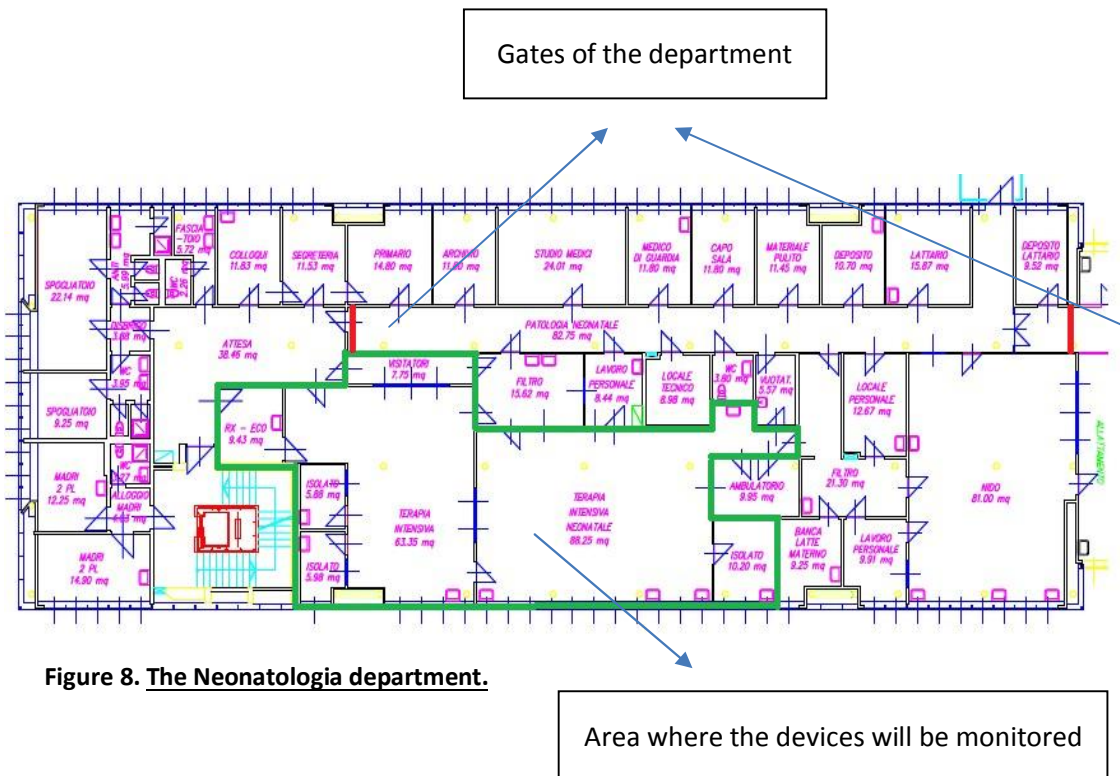 Gates of the department
FASCIA
-TOIO
5.72 mq
COLLOQUI
11.83 mq
SEGRETERIA
11.53 mq
PRIMARIO
14.80 mq
ARCHIVIO
STUDIO MEDICI
24.01 mq
MEDICO
DI GUARDIA
11.80 mq
CAPO
SALA
11.80 mq
MATERIALE
PULITO
11.45 mq
DEPOSITO
10.70 mq
LATTARIO
15.87 mq
DEPOSITO
LATTARIO
9.52 mq
SPOGLIATOIO
22.14 mq
WC
ATTESA
38.46 mq
PATOLOGIA NEONATALE
82.75 mq
VISITATORI
7.75 mq
FILTRO
15.62 mq
LAVORO
PERSONALE
8.44 mq
LOCALE
TECNICO
8.98 mq
WC
VUOTAT.
5.57 mq
LOCALE
PERSONALE
12.67 mq
WC
3.95 mq
SPOGLIATOIO
9.25 mq
RX - ECO
9.43 mq
ALLATTAMENTO
MADRI
2 PL
12.25 mq
WC
ALLOGGIO
MADRI
ISOLATO
ISOLATO
5.98 mq
TERAPIA
INTENSIVA
63.35 mq
TERAPIA
INTENSIVA
NEONATALE
88.25 mq
AMBULATORIO
9.95 mq
FILTRO
21.30 mq
NIDO
81.00 mq
MADRI
2 PL
14.90 mq
ISOLATO
10.20 mq
BANCA
LATTE
MATERNO
9.25 mq
LAVORO
PERSONALE
9.91 mq
Figure 8. The Neonatologia department.
Area where the devices will be monitored